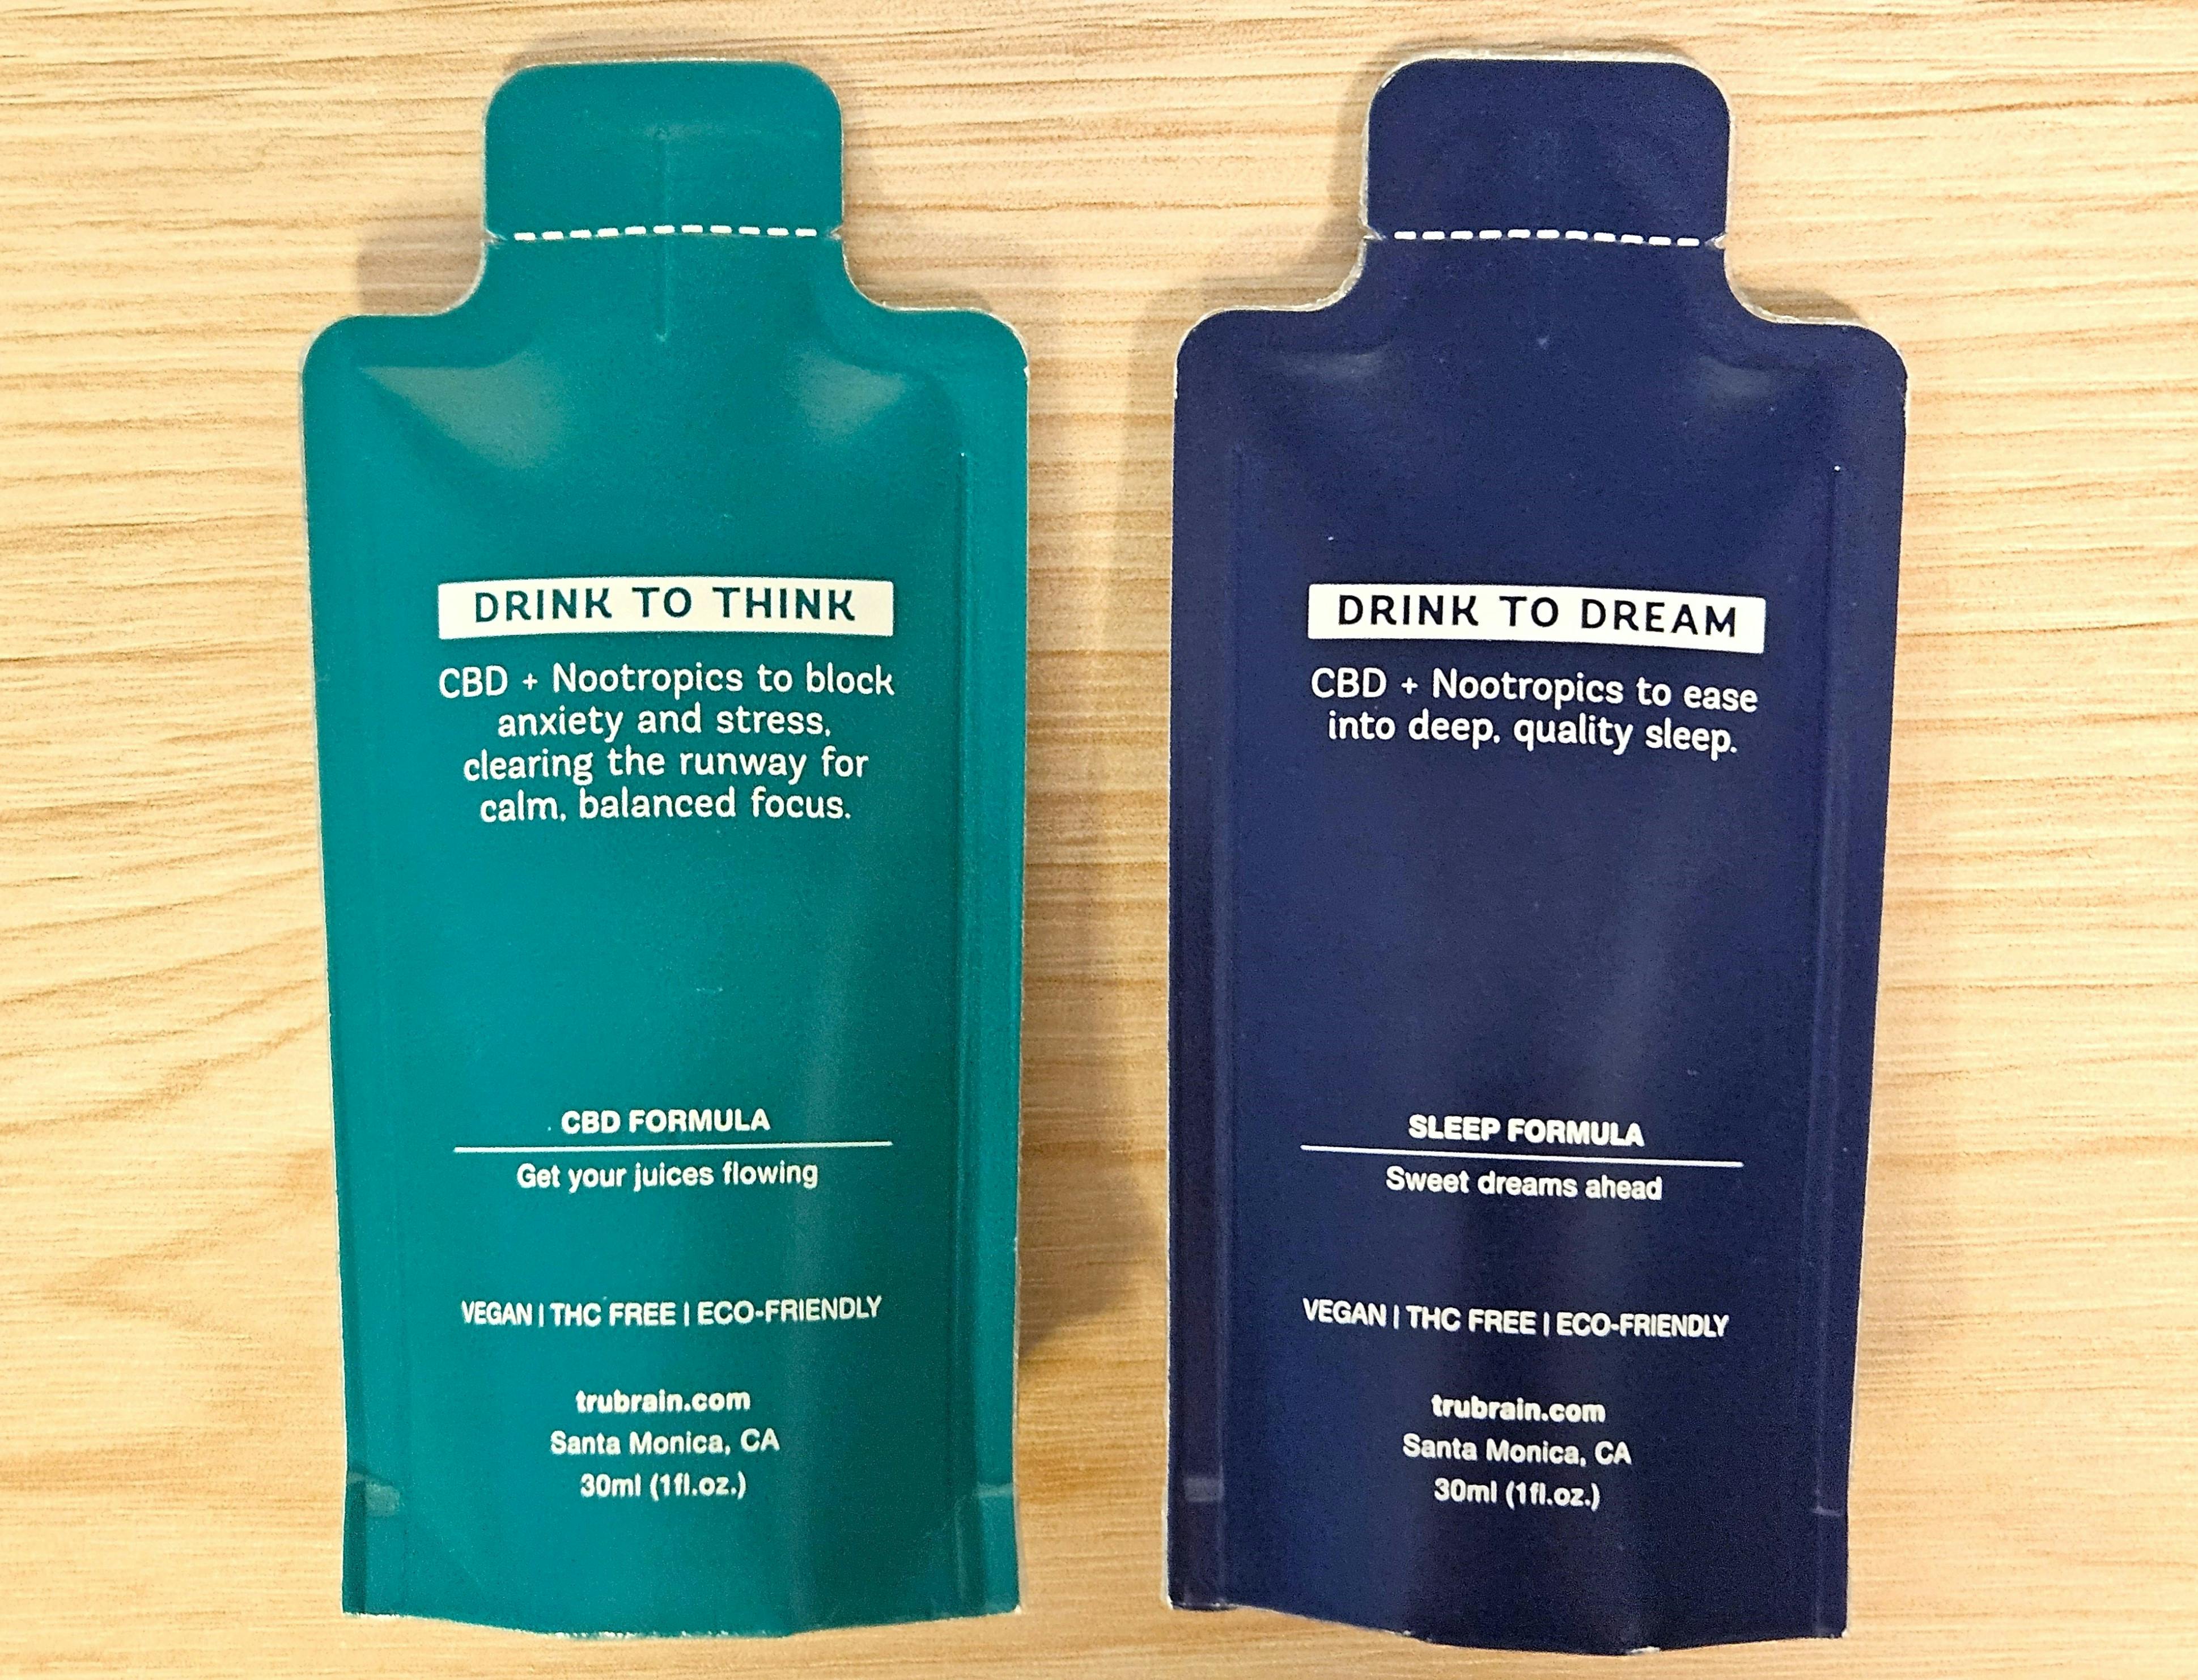 DRINK TO THINK
CBD + Nootropics to block
anxiety and stress,
clearing the runway for
calm, balanced focus.
CBD FORMULA
Get your juices flowing
VEGAN | THC FREE | ECO-FRIENDLY
trubrain.com
Santa Monica, CA
30ml (1fl.oz.)
DRINK TO DREAM
CBD + Nootropics to ease
into deep, quality sleep.
SLEEP FORMULA
Sweet dreams ahead
VEGAN | THC FREE | ECO-FRIENDLY
trubrain.com
Santa Monica, CA
30ml (1fl.oz.)